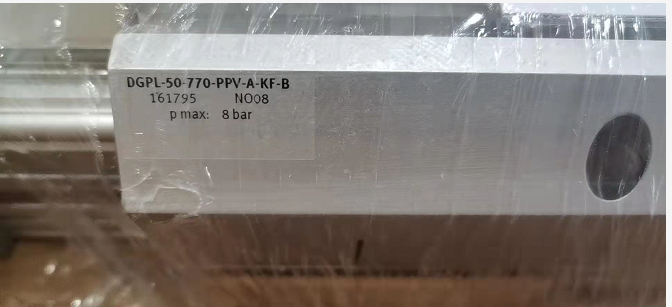 DGPL-50-770-PPV-A-KF-B
161795 NO08
p max: 8 bar